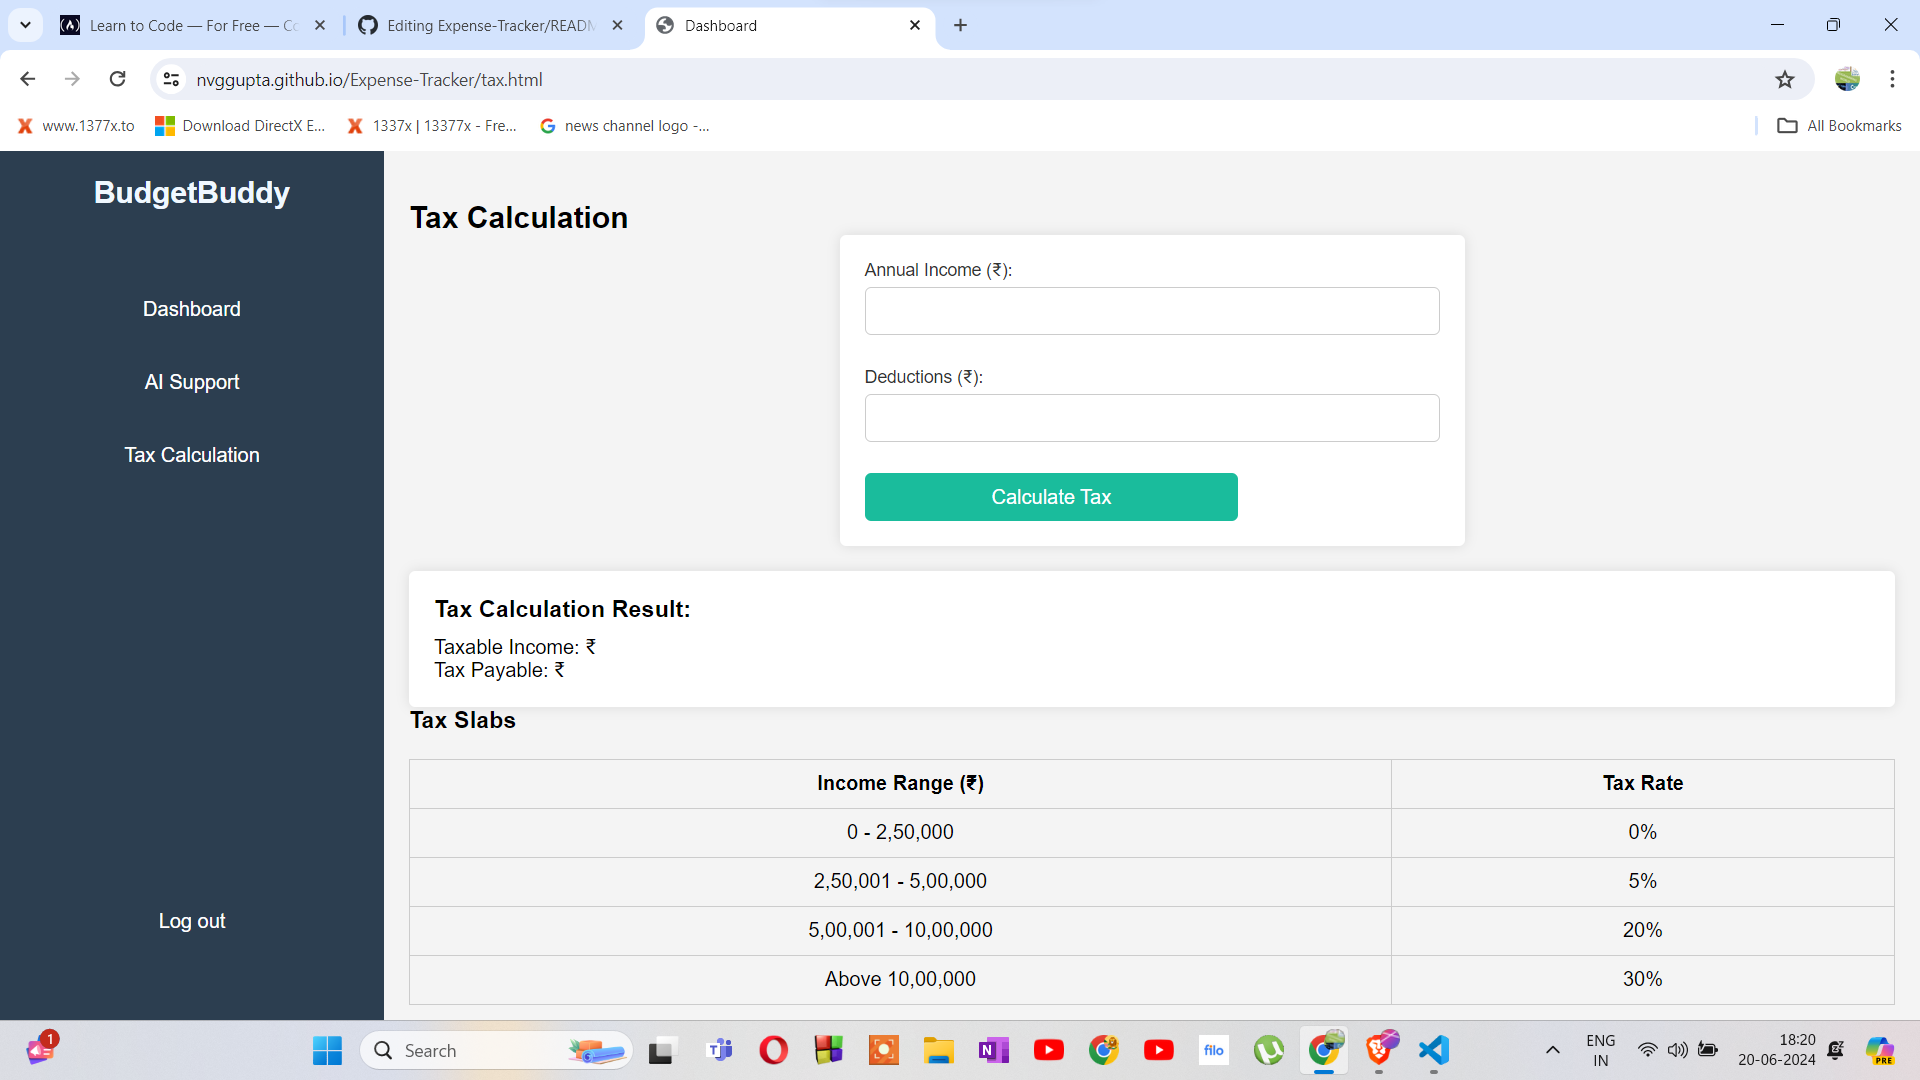 Learn to Code — For Free — Co
Editing Expense-Tracker/READM
Dashboard
nvggupta.github.io/Expense-Tracker/tax.html
www.1377x.to
Download DirectX E...
1337x | 13377x - Fre...
news channel logo -...
All Bookmarks
BudgetBuddy
Dashboard
AI Support
Tax Calculation
Log out
Tax Calculation
Annual Income (₹):
Deductions (₹):
Calculate Tax
Tax Calculation Result:
Taxable Income: ₹
Tax Payable: ₹
Tax Slabs
Income Range (₹) Tax Rate
0 - 2,50,000 0%
2,50,001 - 5,00,000 5%
5,00,001 - 10,00,000 20%
Above 10,00,000 30%
1
Search
filo
ENG
IN
18:20
20-06-2024
PRE